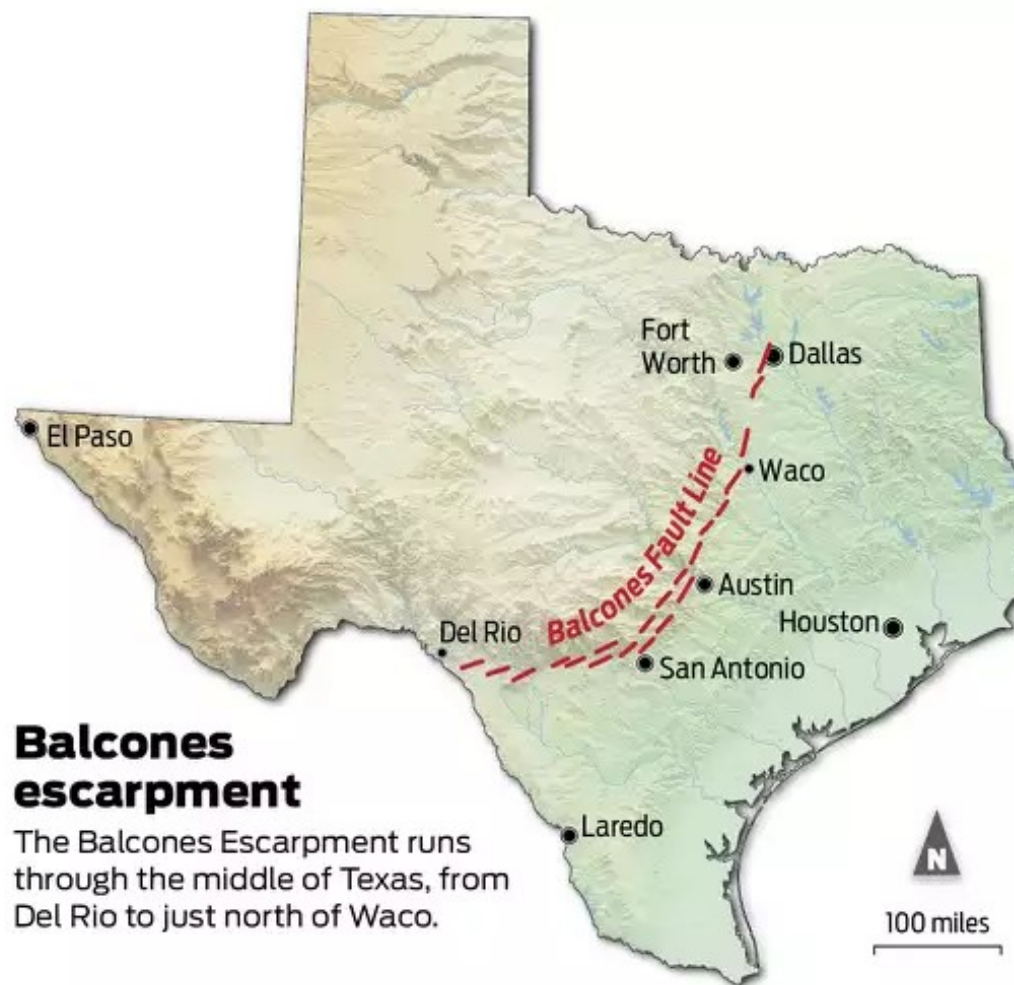 Fort
Worth
Dallas
El Paso
Waco
Balcones Fault Line
Austin
Houston
Del Rio
San Antonio
Balcones
escarpment
The Balcones Escarpment runs
through the middle of Texas, from
Del Rio to just north of Waco.
Laredo
N
100 miles